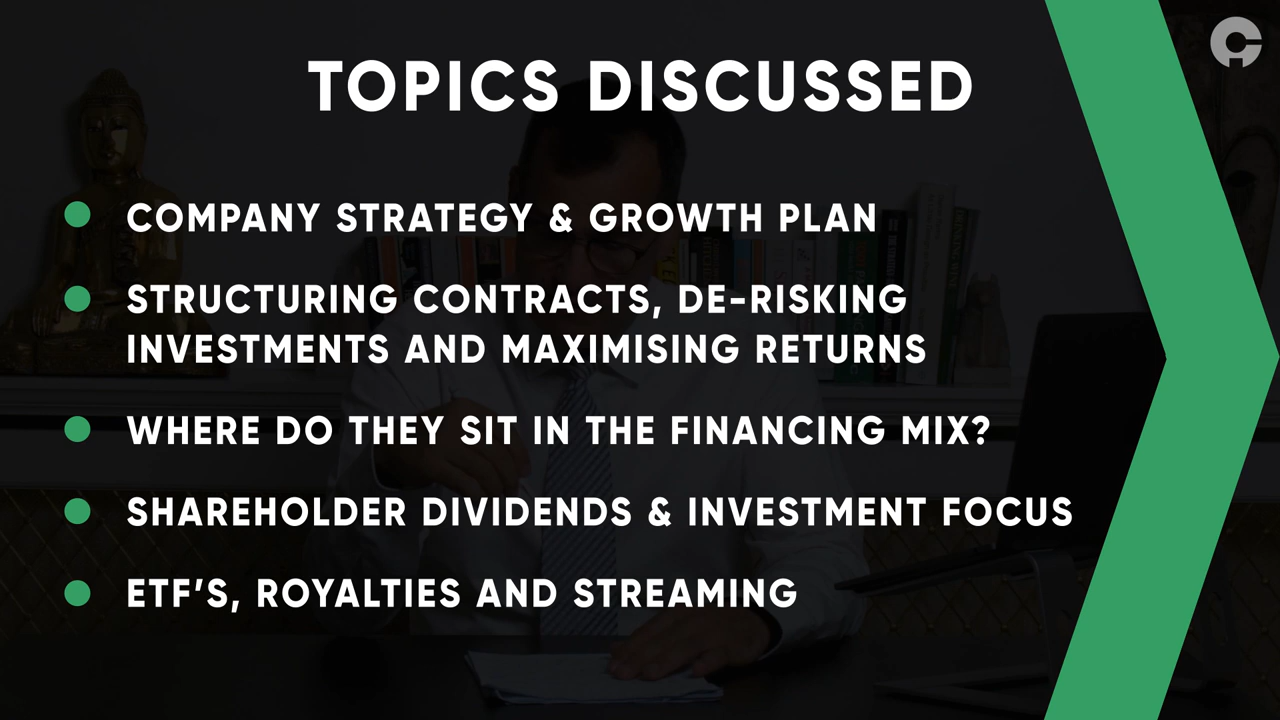 TOPICS DISCUSSED
COMPANY STRATEGY & GROWTH PLAN
STRUCTURING CONTRACTS, DE-RISKING
INVESTMENTS AND MAXIMISING RETURNS
WHERE DO THEY SIT IN THE FINANCING MIX?
SHAREHOLDER DIVIDENDS & INVESTMENT FOCUS
ETF'S, ROYALTIES AND STREAMING